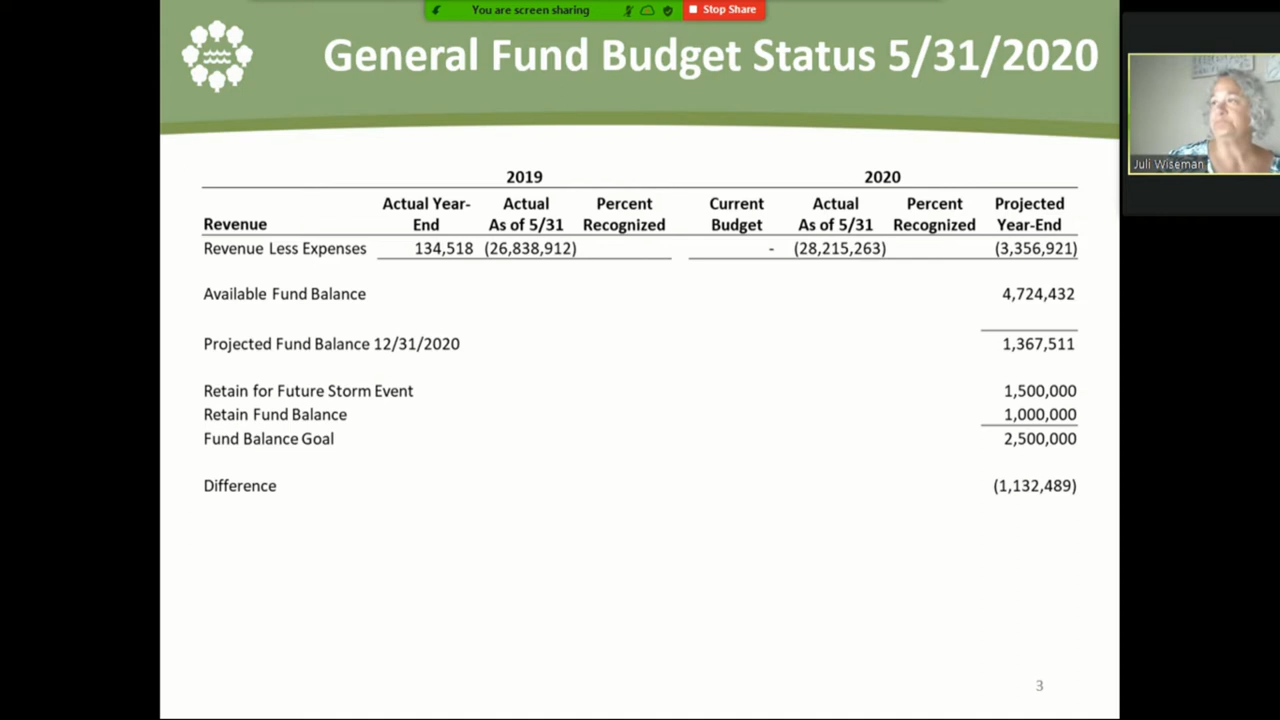 You are screen sharing Stop Share
General Fund Budget Status 5/31/2020
Juli Wiseman
2019 2020
Actual Year- Actual Percent Current Actual Percent Projected
Revenue End As of 5/31 Recognized Budget As of 5/31 Recognized Year-End
Revenue Less Expenses 134,518 (26,838,912) - (28,215,263) (3,356,921)
Available Fund Balance 4,724,432
Projected Fund Balance 12/31/2020 1,367,511
Retain for Future Storm Event 1,500,000
Retain Fund Balance 1,000,000
Fund Balance Goal 2,500,000
Difference (1,132,489)
3